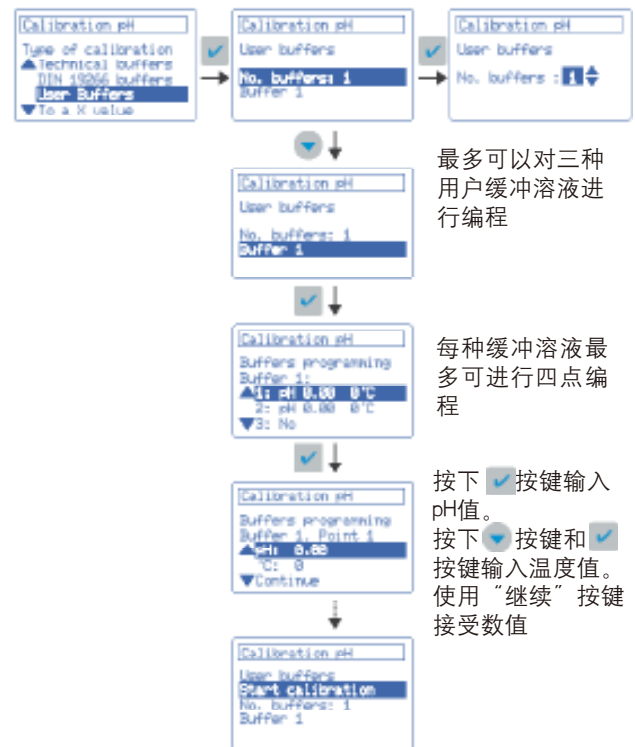 Calibration pH
Type of calibration
▲Technical buffers
DIN 19266 buffers
User Buffers
▼To a X value
Calibration pH
User buffers
No. buffers: 1
Buffer 1
Calibration pH
User buffers
No. buffers : 1
最多可以对三种
用户缓冲溶液进
行编程
Calibration pH
User buffers
No. buffers: 1
Buffer 1
每种缓冲溶液最
多可进行四点编
程
Calibration pH
Buffers programming
Buffer 1:
▲1: pH 0.00 0°C
2: pH 0.00 0°C
▼3: No
按下 按键输入
pH值。
按下 按键和
按键输入温度值。
使用“继续”按键
接受数值
Calibration pH
Buffers programming
Buffer 1, Point 1
▲pH: 0.00
°C: 0
▼Continue
Calibration pH
User buffers
Start calibration
No. buffers: 1
Buffer 1